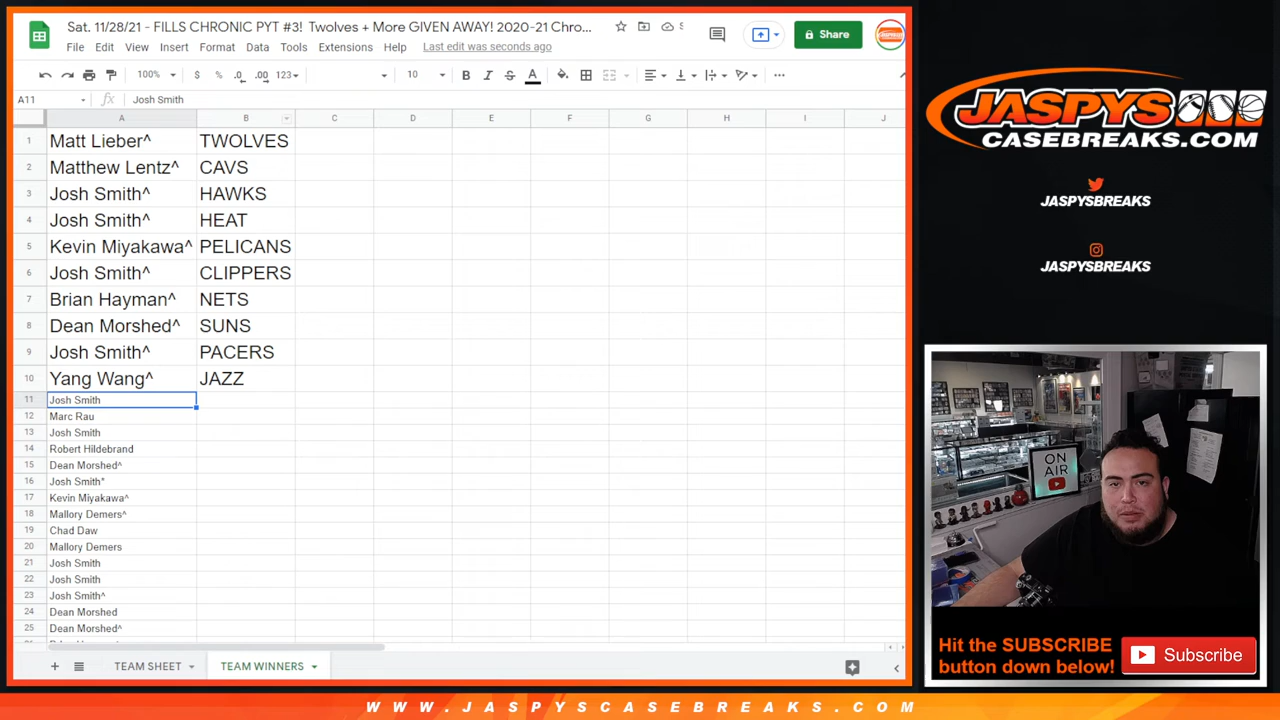 Sat. 11/28/21 - FILLS CHRONIC PYT #3! Twolves + More GIVEN AWAY! 2020-21 Chro...
File Edit View Insert Format Data Tools Extensions Help Last edit was seconds ago
Share
100% $ % .0 .00 123 10 B I S A
A11 fx Josh Smith
A B C D E F G H I J
1 Matt Lieber^ TWOLVES
2 Matthew Lentz^ CAVS
3 Josh Smith^ HAWKS
4 Josh Smith^ HEAT
5 Kevin Miyakawa^ PELICANS
6 Josh Smith^ CLIPPERS
7 Brian Hayman^ NETS
8 Dean Morshed^ SUNS
9 Josh Smith^ PACERS
10 Yang Wang^ JAZZ
11 Josh Smith
12 Marc Rau
13 Josh Smith
14 Robert Hildebrand
15 Dean Morshed^
16 Josh Smith*
17 Kevin Miyakawa^
18 Mallory Demers^
19 Chad Daw
20 Mallory Demers
21 Josh Smith
22 Josh Smith
23 Josh Smith^
24 Dean Morshed
25 Dean Morshed^
TEAM SHEET TEAM WINNERS
JASPYS
CASEBREAKS.COM
JASPYSBREAKS
JASPYSBREAKS
ON
AIR
Hit the SUBSCRIBE
button down below!
Subscribe
WWW.JASPYSCASEBREAKS.COM